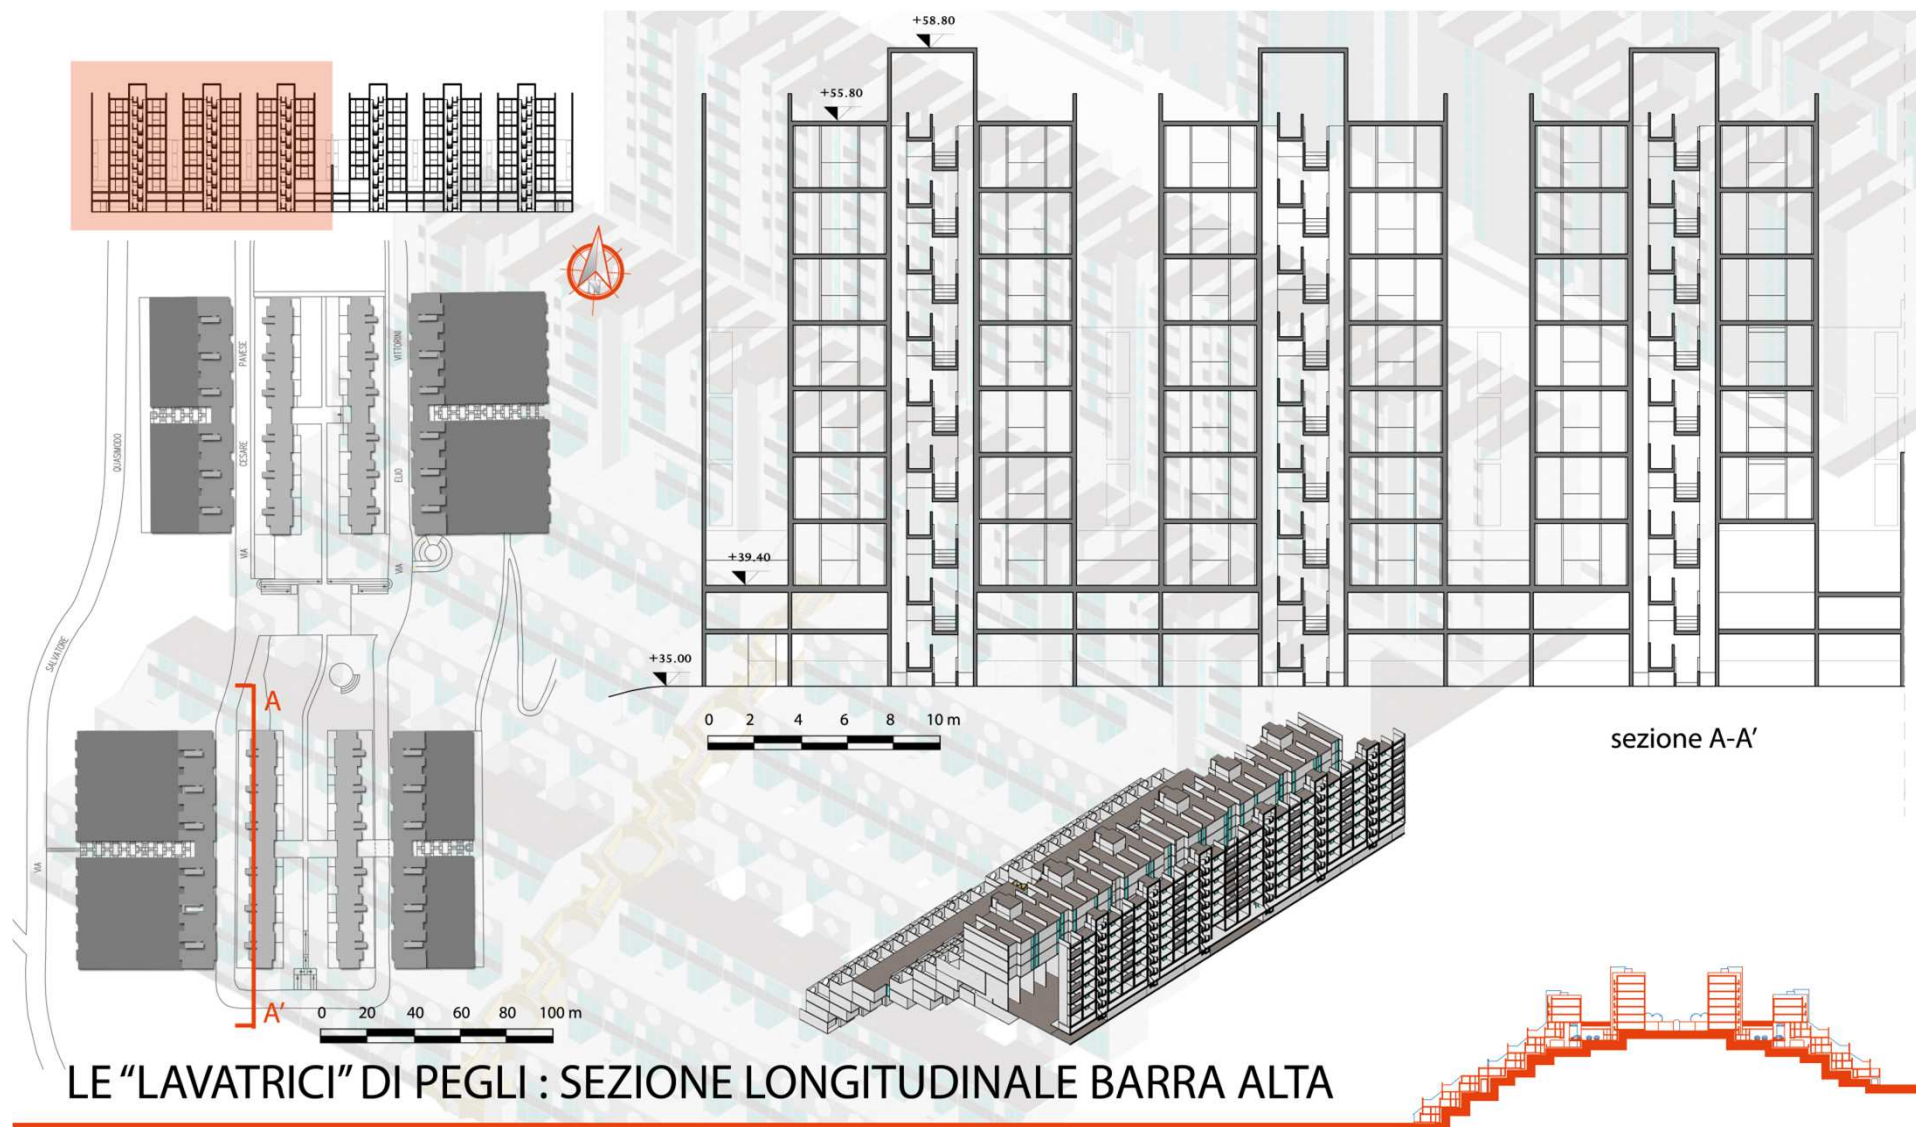 +58.80
+55.80
+39.40
+35.00
0 2 4 6 8 10 m
sezione A-A’
N
QUASIMODO
SALVATORE
VIA
PAVESE
CESARE
VIA
VITTORINI
ELIO
VIA
A
A’
0 20 40 60 80 100 m
LE “LAVATRICI” DI PEGLI : SEZIONE LONGITUDINALE BARRA ALTA